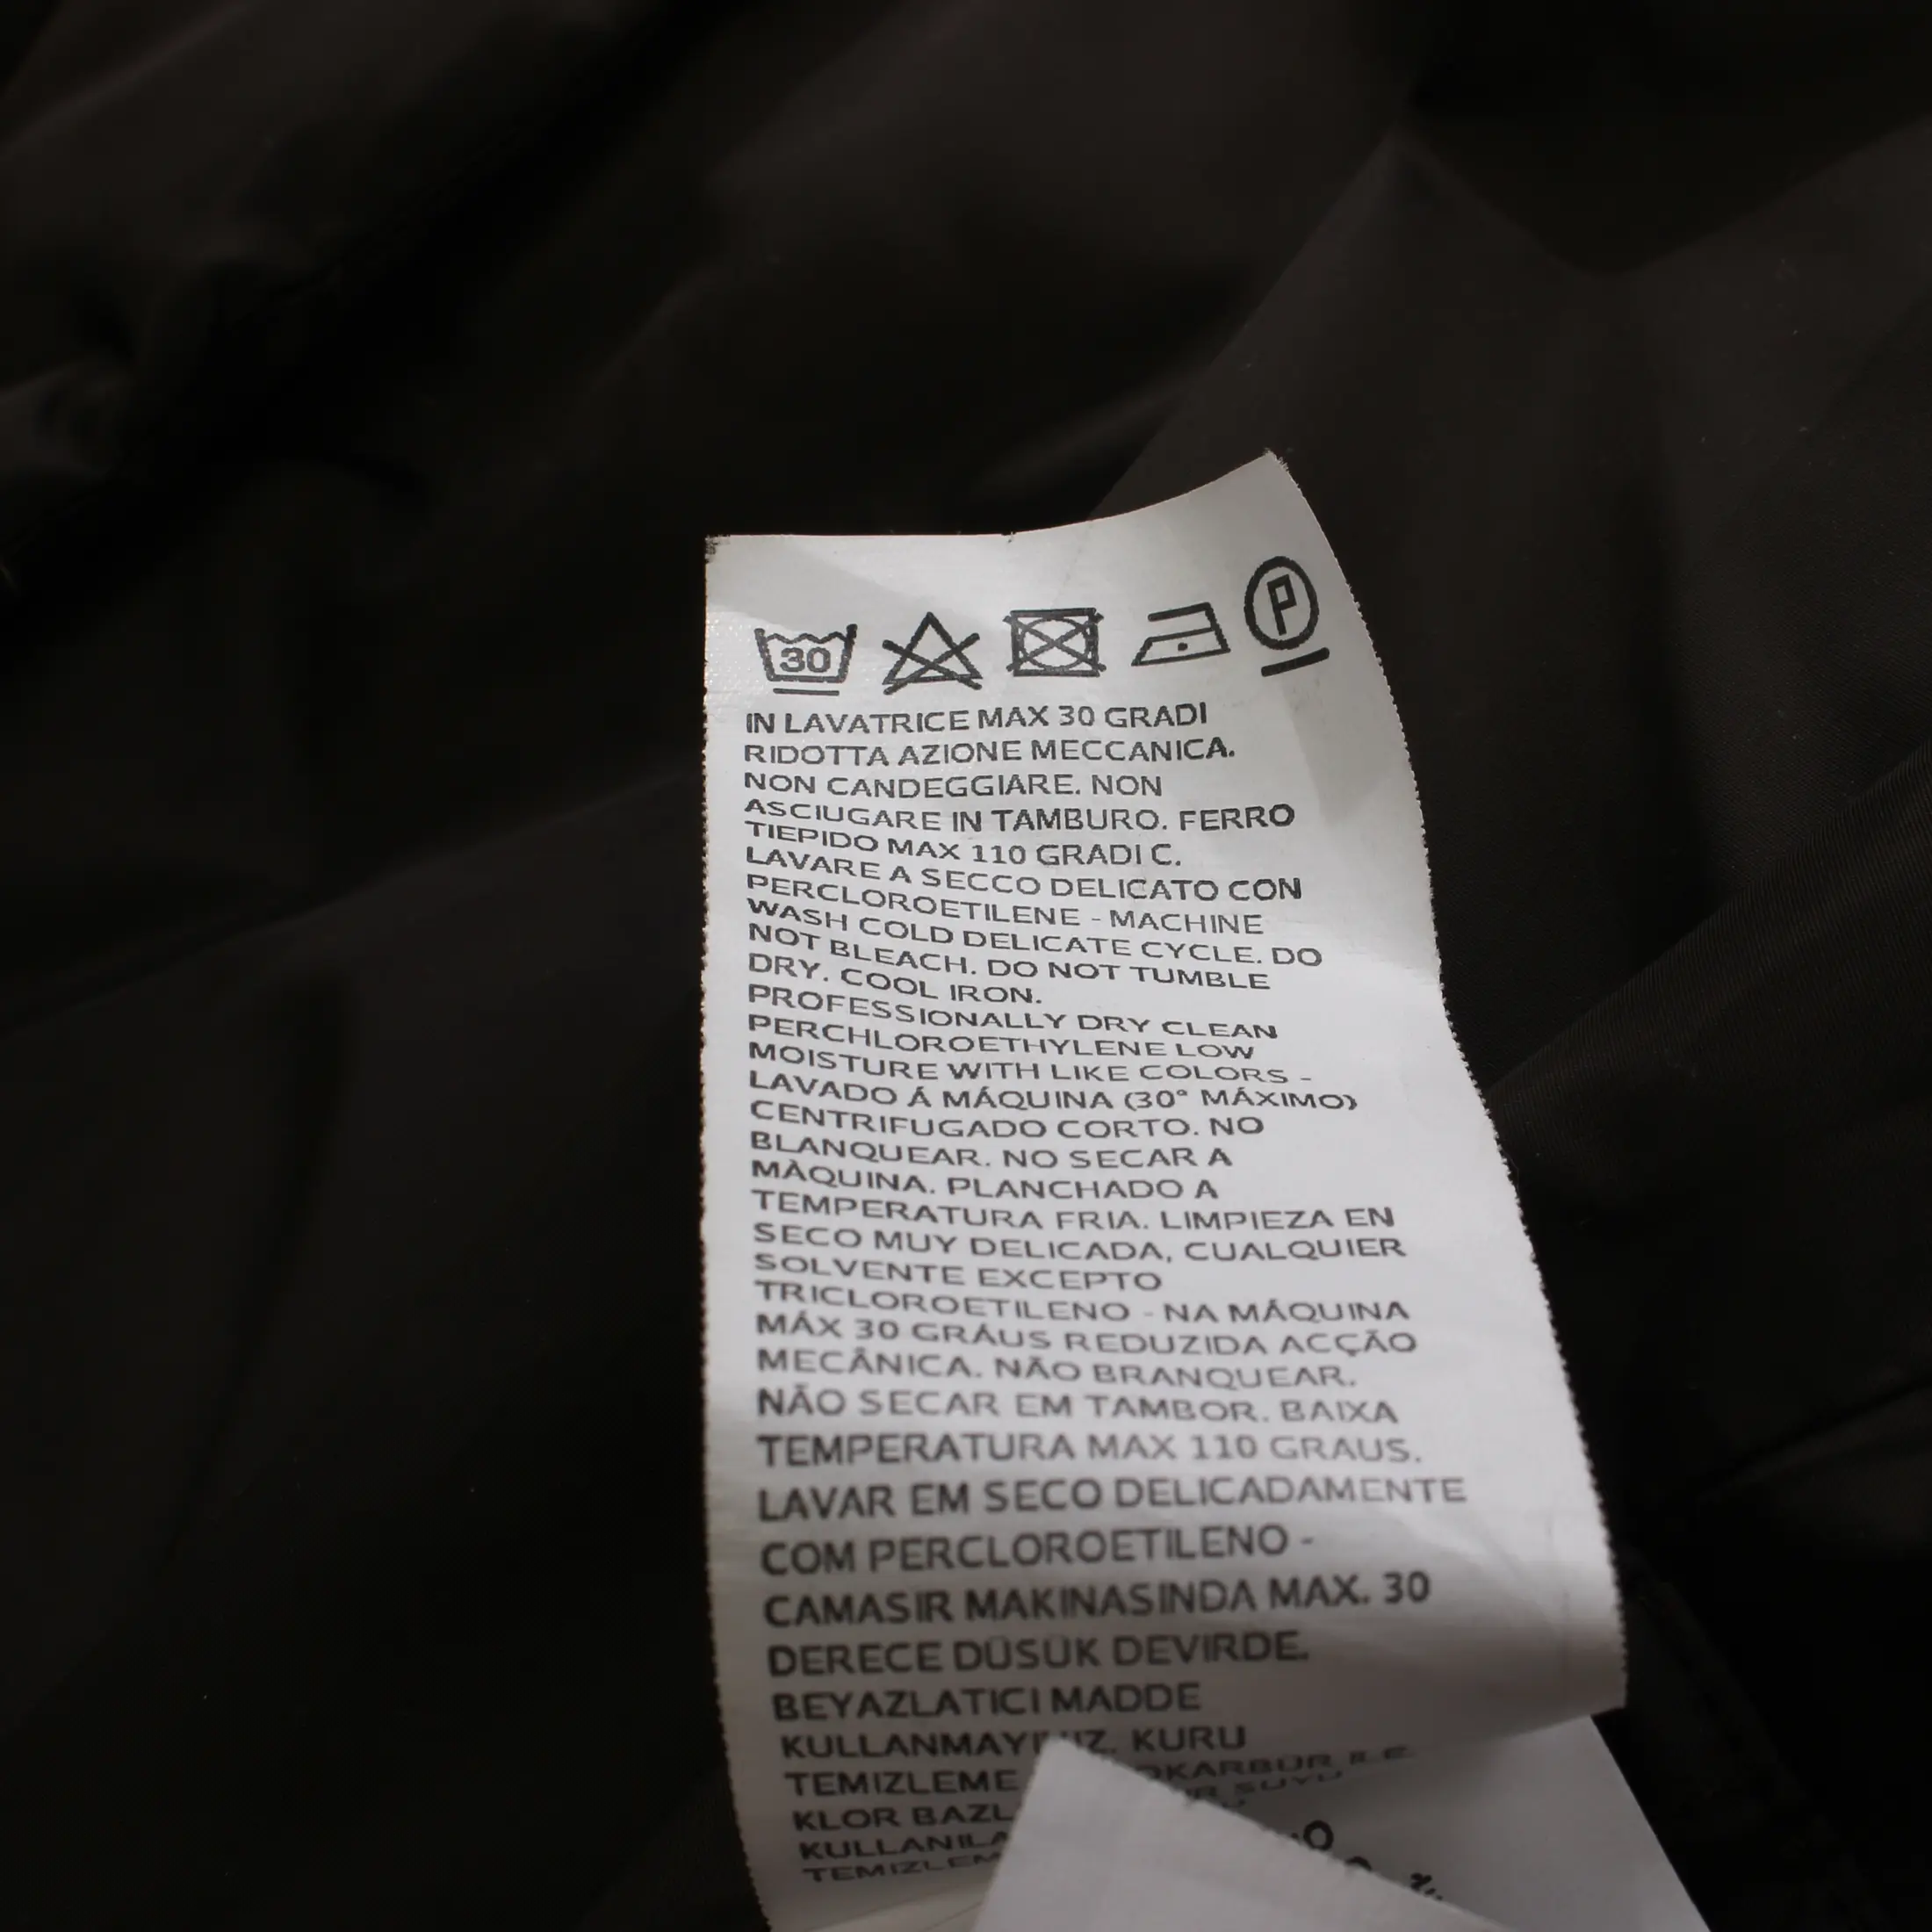 30
P
IN LAVATRICE MAX 30 GRADI
RIDOTTA AZIONE MECCANICA.
NON CANDEGGIARE. NON
ASCIUGARE IN TAMBURO. FERRO
TIEPIDO MAX 110 GRADI C.
LAVARE A SECCO DELICATO CON
PERCLOROETILENE - MACHINE
WASH COLD DELICATE CYCLE. DO
NOT BLEACH. DO NOT TUMBLE
DRY. COOL IRON.
PROFESSIONALLY DRY CLEAN
PERCHLOROETHYLENE LOW
MOISTURE WITH LIKE COLORS -
LAVADO Á MÁQUINA (30° MÁXIMO)
CENTRIFUGADO CORTO. NO
BLANQUEAR. NO SECAR A
MÀQUINA. PLANCHADO A
TEMPERATURA FRIA. LIMPIEZA EN
SECO MUY DELICADA, CUALQUIER
SOLVENTE EXCEPTO
TRICLOROETILENO - NA MÁQUINA
MÁX 30 GRÁUS REDUZIDA ACÇÃO
MECÂNICA. NÃO BRANQUEAR.
NÃO SECAR EM TAMBOR. BAIXA
TEMPERATURA MAX 110 GRAUS.
LAVAR EM SECO DELICADAMENTE
COM PERCLOROETILENO -
CAMASIR MAKINASINDA MAX. 30
DERECE DÜSÜK DEVIRDE.
BEYAZLATICI MADDE
KURU
TEMIZLEME ILE
KLOR SUYU